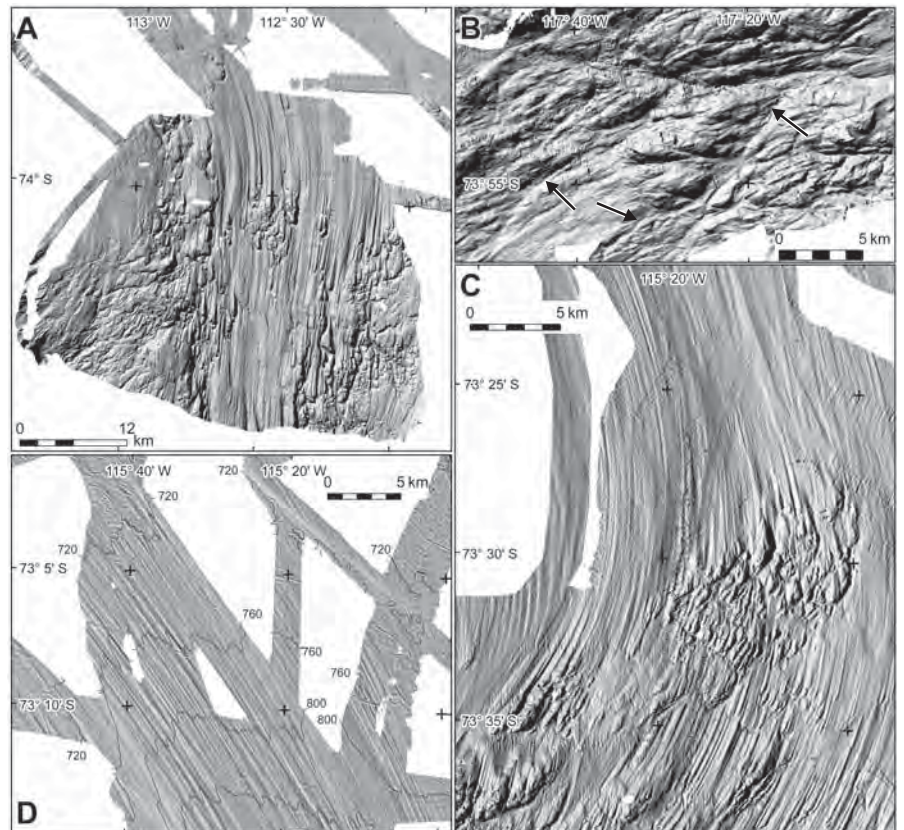 A
113° W
112° 30' W
74° S
0
12
km
B
117° 40' W
117° 20' W
73° 55' S
0
5 km
C
115° 20' W
0
5 km
73° 25' S
73° 30' S
73° 35' S
115° 40' W
720
115° 20' W
0
5 km
720
720
720
73° 5' S
760
760
760
73° 10' S
800
800
720
D